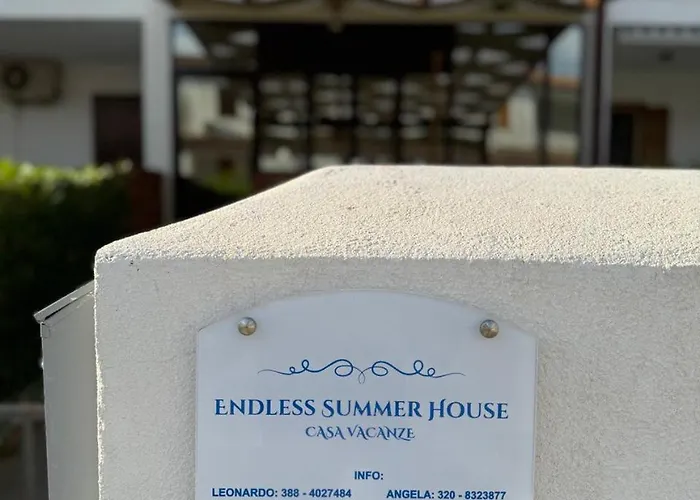 ENDLESS SUMMER HOUSE
CASA VACANZE
INFO:
LEONARDO: 388 - 4027484 ANGELA: 320 - 8323877